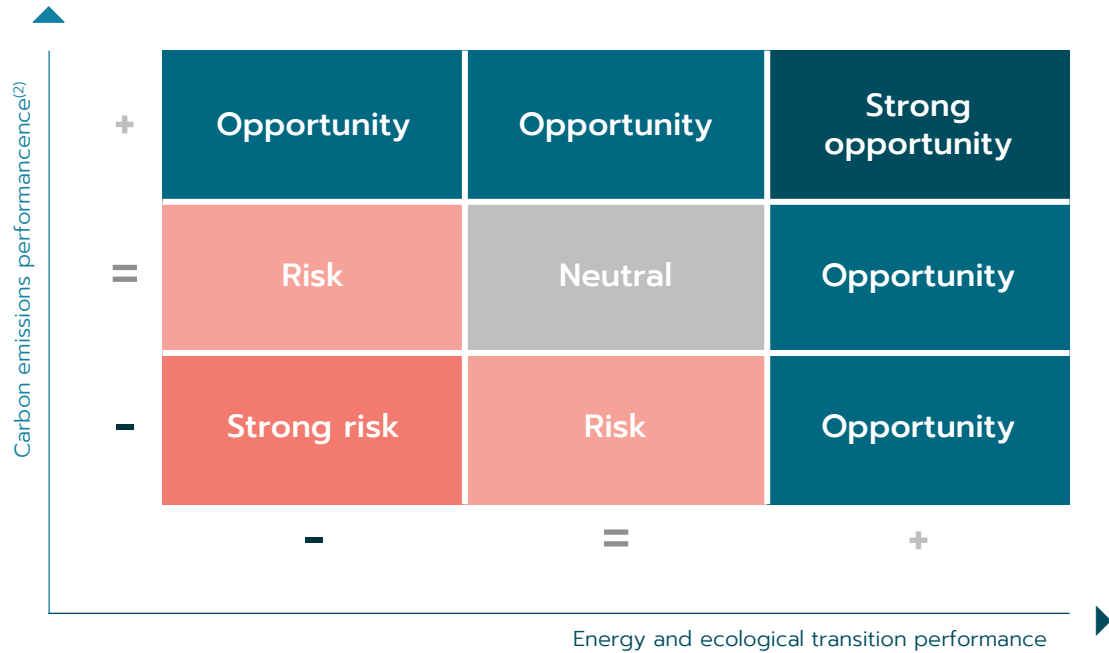 Carbon emissions performancence(2)
+ Opportunity Opportunity Strong
opportunity
= Risk Neutral Opportunity
- Strong risk Risk Opportunity
- = +
Energy and ecological transition performance